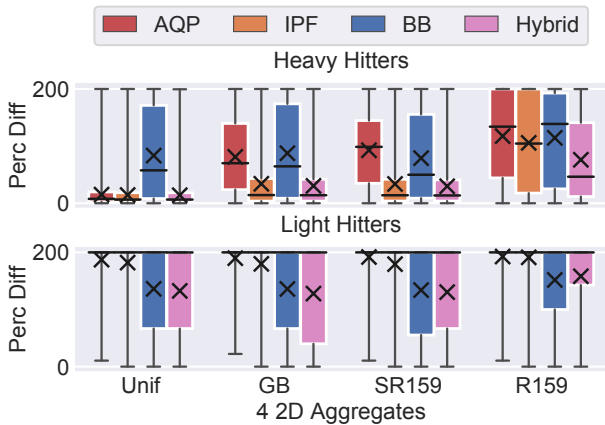 AQP IPF BB Hybrid
Heavy Hitters
200
Perc Diff
0
Light Hitters
200
Perc Diff
0
Unif GB SR159 R159
4 2D Aggregates